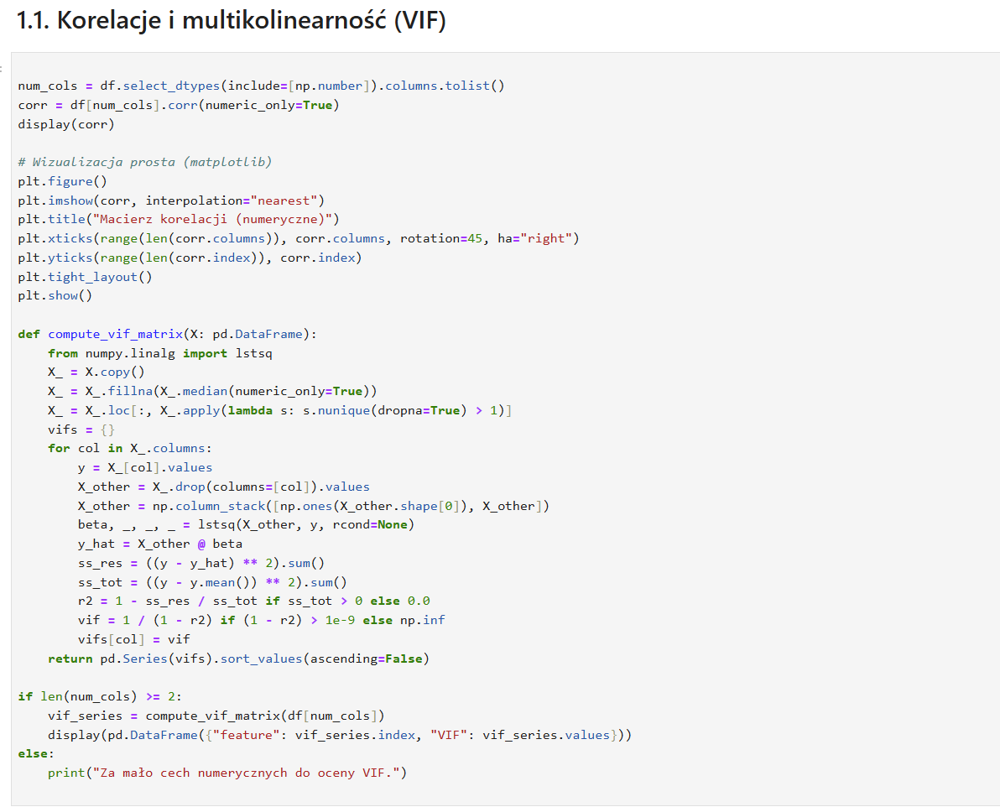 1.1. Korelacje i multikolinearność (VIF)
:
num_cols = df.select_dtypes(include=[np.number]).columns.tolist()
corr = df[num_cols].corr(numeric_only=True)
display(corr)

# Wizualizacja prosta (matplotlib)
plt.figure()
plt.imshow(corr, interpolation="nearest")
plt.title("Macierz korelacji (numeryczne)")
plt.xticks(range(len(corr.columns)), corr.columns, rotation=45, ha="right")
plt.yticks(range(len(corr.index)), corr.index)
plt.tight_layout()
plt.show()

def compute_vif_matrix(X: pd.DataFrame):
    from numpy.linalg import lstsq
    X_ = X.copy()
    X_ = X_.fillna(X_.median(numeric_only=True))
    X_ = X_.loc[:, X_.apply(lambda s: s.nunique(dropna=True) > 1)]
    vifs = {}
    for col in X_.columns:
        y = X_[col].values
        X_other = X_.drop(columns=[col]).values
        X_other = np.column_stack([np.ones(X_other.shape[0]), X_other])
        beta, _, _, _ = lstsq(X_other, y, rcond=None)
        y_hat = X_other @ beta
        ss_res = ((y - y_hat) ** 2).sum()
        ss_tot = ((y - y.mean()) ** 2).sum()
        r2 = 1 - ss_res / ss_tot if ss_tot > 0 else 0.0
        vif = 1 / (1 - r2) if (1 - r2) > 1e-9 else np.inf
        vifs[col] = vif
    return pd.Series(vifs).sort_values(ascending=False)

if len(num_cols) >= 2:
    vif_series = compute_vif_matrix(df[num_cols])
    display(pd.DataFrame({"feature": vif_series.index, "VIF": vif_series.values}))
else:
    print("Za mało cech numerycznych do oceny VIF.")